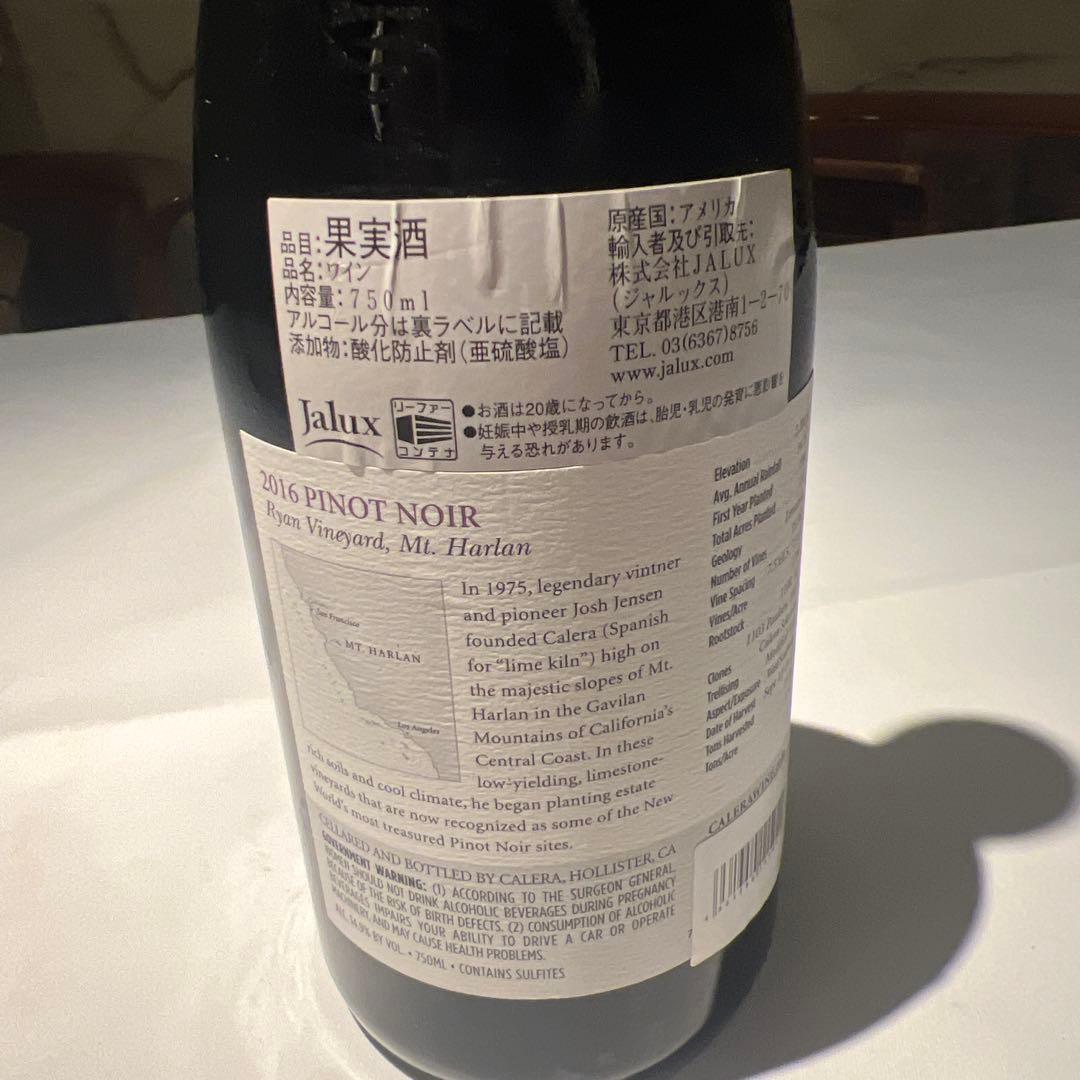 品目:果実酒
品名:ワイン
内容量:750ml
アルコール分は裏ラベルに記載
添加物:酸化防止剤(亜硫酸塩)
原産国:アメリカ
輸入者及び引取先:
株式会社JALUX
(ジャルックス)
東京都港区港南1-2-70
TEL. 03(6367)8756
www.jalux.com
Jalux
リーファー
コンテナ
●お酒は20歳になってから。
●妊娠中や授乳期の飲酒は、胎児・乳児の発育に悪影響を
与える恐れがあります。
2016 PINOT NOIR
Ryan Vineyard, Mt. Harlan
San Francisco
MT. HARLAN
Los Angeles
In 1975, legendary vintner
and pioneer Josh Jensen
founded Calera (Spanish
for "lime kiln") high on
the majestic slopes of Mt.
Harlan in the Gavilan
Mountains of California's
Central Coast. In these
low-yielding, limestone-
rich soils and cool climate, he began planting estate
vineyards that are now recognized as some of the New
World's most treasured Pinot Noir sites.
CELLARED AND BOTTLED BY CALERA, HOLLISTER, CA
GOVERNMENT WARNING: (1) ACCORDING TO THE SURGEON GENERAL,
WOMEN SHOULD NOT DRINK ALCOHOLIC BEVERAGES DURING PREGNANCY
BECAUSE OF THE RISK OF BIRTH DEFECTS. (2) CONSUMPTION OF ALCOHOLIC
BEVERAGES IMPAIRS YOUR ABILITY TO DRIVE A CAR OR OPERATE
MACHINERY, AND MAY CAUSE HEALTH PROBLEMS.
ALC. 14.9% BY VOL. • 750ML • CONTAINS SULFITES
Elevation
Avg. Annual Rainfall
First Year Planted
Total Acres Planted
Geology
Number of Vines
Vine Spacing
Vines/Acre
Rootstock
Clones
Trellising
Aspect/Exposure
Date of Harvest
Tons Harvested
Tons/Acre